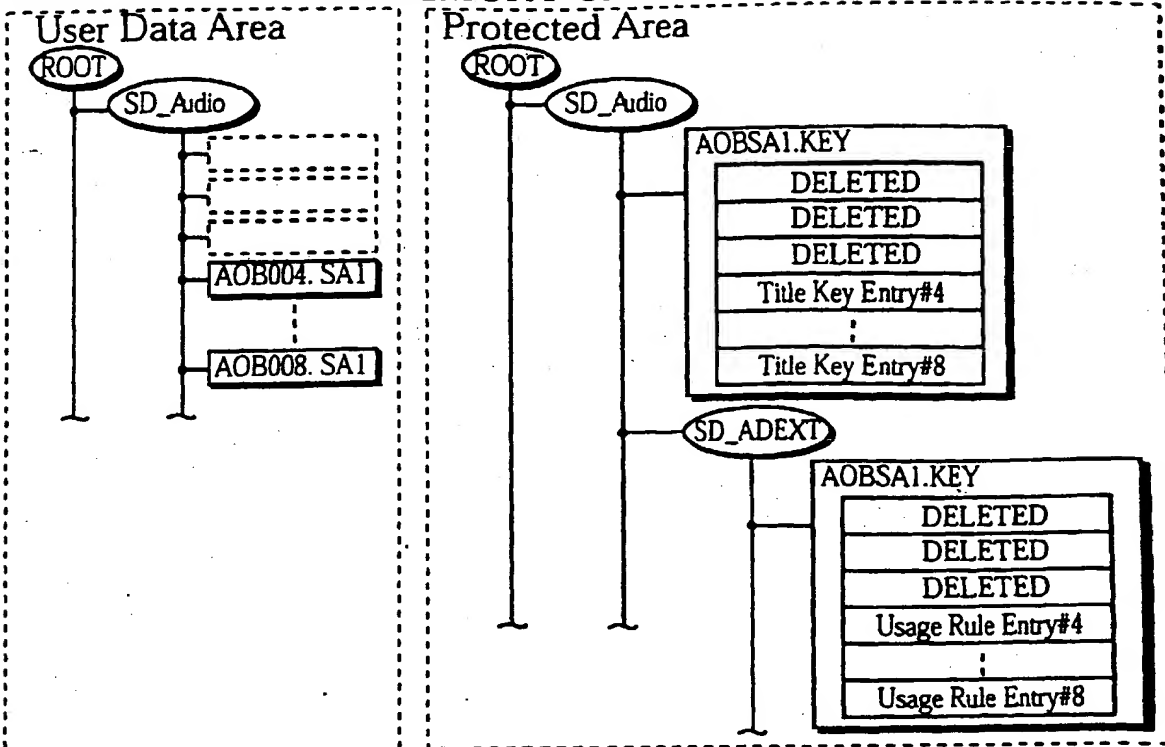 User Data Area
ROOT
SD_Audio
AOB004. SA1
AOB008. SA1
Protected Area
ROOT
SD_Audio
AOBSA1.KEY
DELETED
DELETED
DELETED
Title Key Entry#4
Title Key Entry#8
SD_ADEXT
AOBSA1.KEY
DELETED
DELETED
DELETED
Usage Rule Entry#4
Usage Rule Entry#8